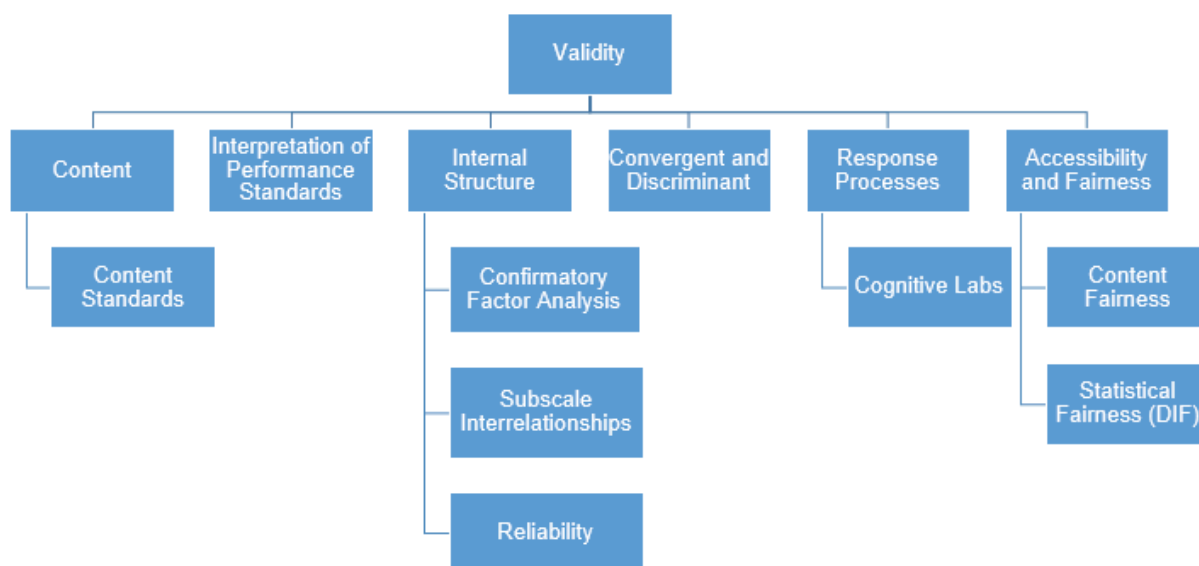 Validity
Content
Interpretation of
Performance
Standards
Internal
Structure
Convergent and
Discriminant
Response
Processes
Accessibility
and Fairness
Content
Standards
Confirmatory
Factor Analysis
Cognitive Labs
Content
Fairness
Subscale
Interrelationships
Statistical
Fairness (DIF)
Reliability